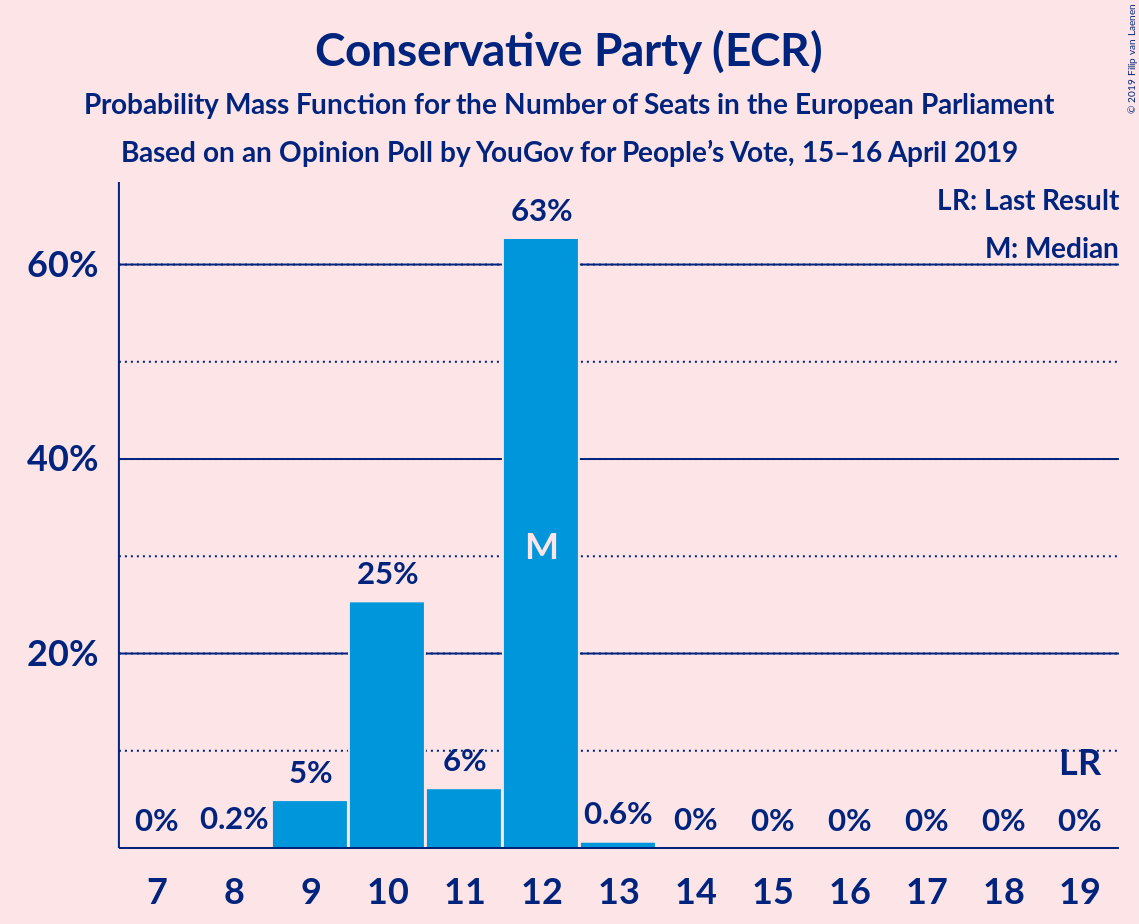 Conservative Party (ECR)
Probability Mass Function for the Number of Seats in the European Parliament
Based on an Opinion Poll by YouGov for People’s Vote, 15–16 April 2019
© 2019 Filip van Laenen
LR: Last Result
M: Median
60%
40%
20%
0%
0.2%
5%
25%
6%
63%
M
0.6%
0%
0%
0%
0%
0%
LR
0%
7 8 9 10 11 12 13 14 15 16 17 18 19